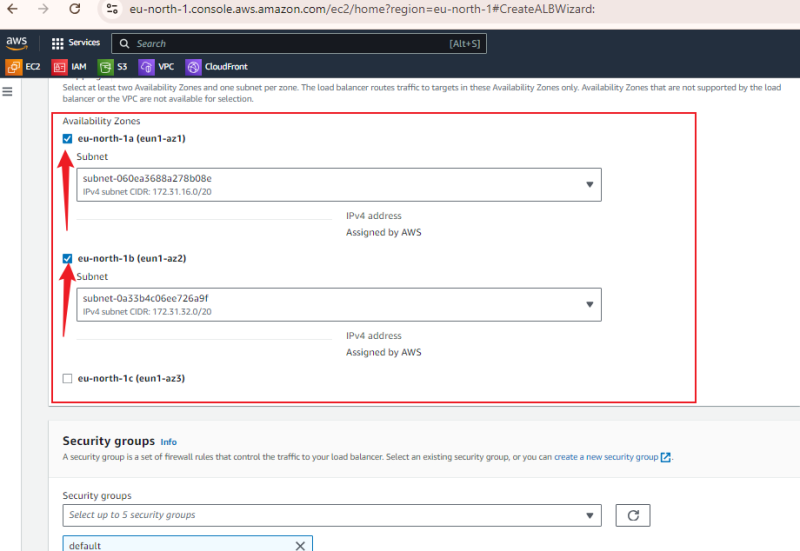 eu-north-1.console.aws.amazon.com/ec2/home?region=eu-north-1#CreateALBWizard:
aws
Services
Search
[Alt+S]
EC2
IAM
S3
VPC
CloudFront
Select at least two Availability Zones and one subnet per zone. The load balancer routes traffic to targets in these Availability Zones only. Availability Zones that are not supported by the load
balancer or the VPC are not available for selection.
Availability Zones
eu-north-1a (eun1-az1)
Subnet
subnet-060ea3688a278b08e
IPv4 subnet CIDR: 172.31.16.0/20
IPv4 address
Assigned by AWS
eu-north-1b (eun1-az2)
Subnet
subnet-0a33b4c06ee726a9f
IPv4 subnet CIDR: 172.31.32.0/20
IPv4 address
Assigned by AWS
eu-north-1c (eun1-az3)
Security groups Info
A security group is a set of firewall rules that control the traffic to your load balancer. Select an existing security group, or you can create a new security group.
Security groups
Select up to 5 security groups
default